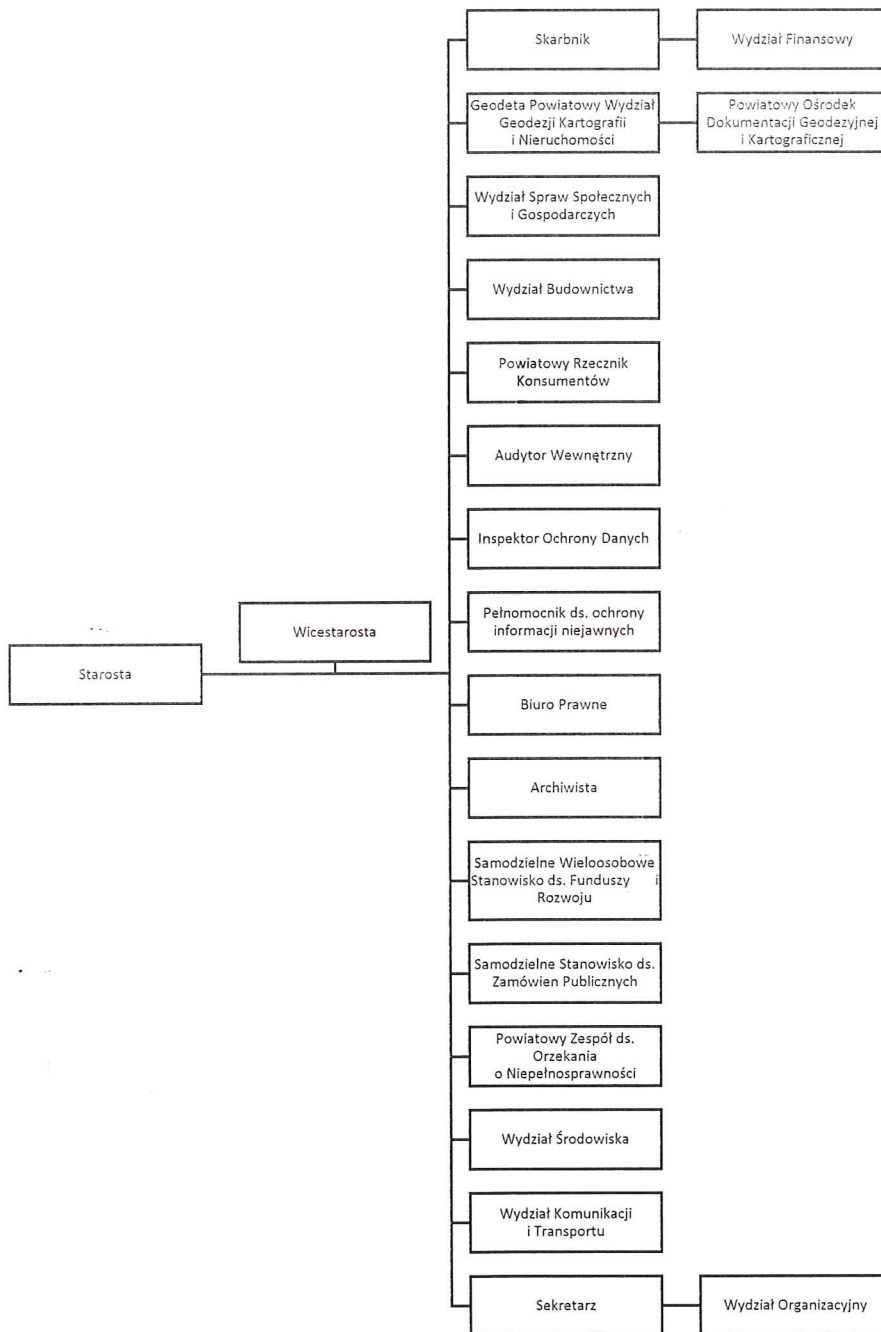 Skarbnik
Wydział Finansowy
Geodeta Powiatowy Wydział
Geodezji Kartografii
i Nieruchomości
Powiatowy Ośrodek
Dokumentacji Geodezyjnej
i Kartograficznej
Wydział Spraw Społecznych
i Gospodarczych
Wydział Budownictwa
Powiatowy Rzecznik
Konsumentów
Audytor Wewnętrzny
Inspektor Ochrony Danych
Pełnomocnik ds. ochrony
informacji niejawnych
Wicestarosta
Starosta
Biuro Prawne
Archiwista
Samodzielne Wieloosobowe
Stanowisko ds. Funduszy i
Rozwoju
Samodzielne Stanowisko ds.
Zamówien Publicznych
Powiatowy Zespół ds.
Orzekania
o Niepełnosprawności
Wydział Środowiska
Wydział Komunikacji
i Transportu
Sekretarz
Wydział Organizacyjny